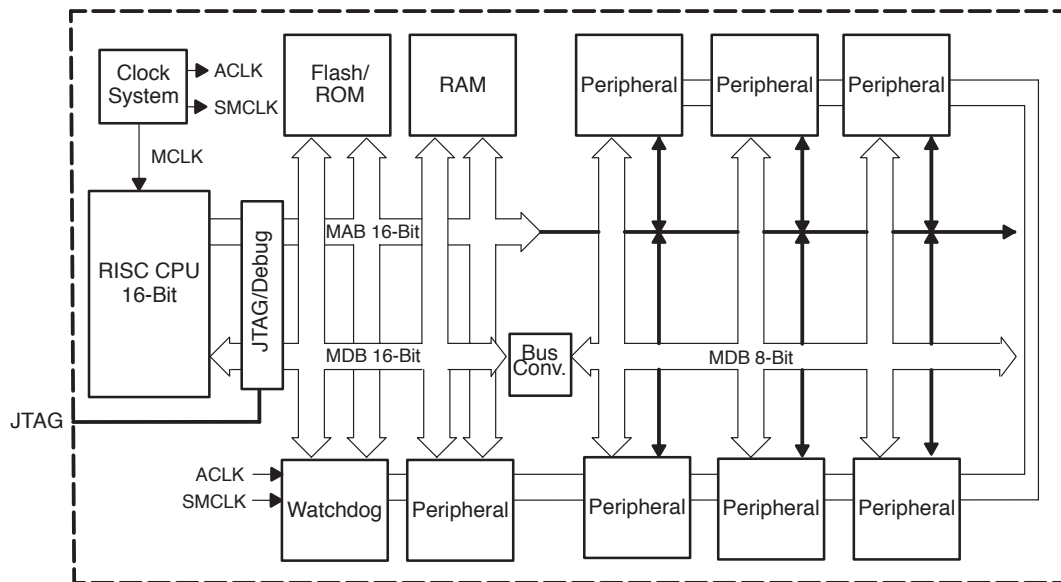 Clock
System
ACLK
SMCLK
Flash/
ROM
RAM
Peripheral
Peripheral
Peripheral
MCLK
RISC CPU
16-Bit
JTAG/Debug
MAB 16-Bit
MDB 16-Bit
Bus
Conv.
MDB 8-Bit
JTAG
ACLK
SMCLK
Watchdog
Peripheral
Peripheral
Peripheral
Peripheral